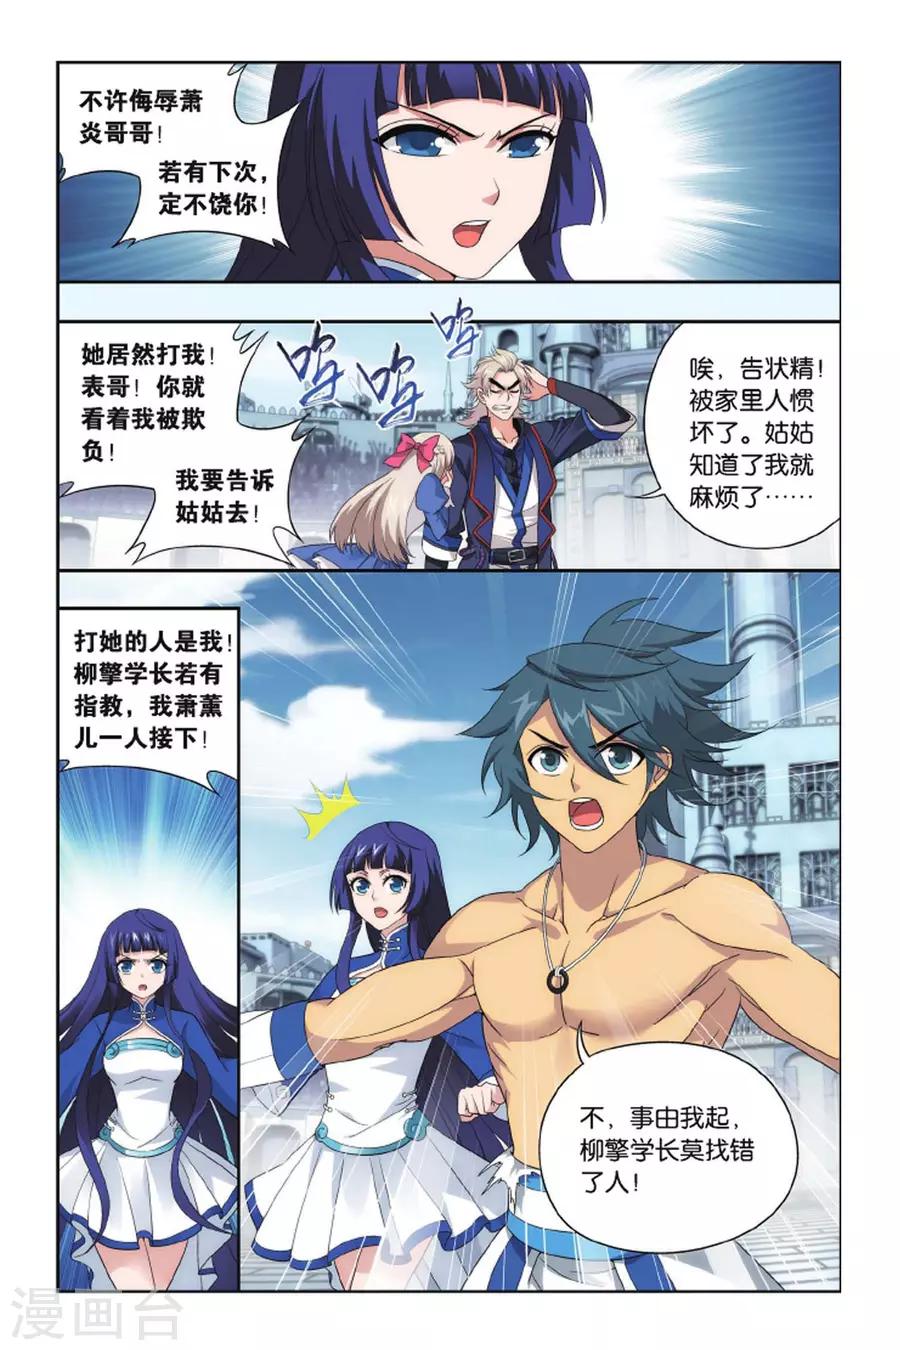 不许侮辱萧
炎哥哥！
若有下次，
定不饶你！
她居然打我！
表哥！你就
看着我被欺
负！
我要告诉
姑姑去！
呜
呜
呜
唉，告状精！
被家里人惯
坏了。姑姑
知道了我就
麻烦了……
打她的人是我！
柳擎学长若有
指教，我萧薰
儿一人接下！
不，事由我起，
柳擎学长莫找错
了人！
漫画台